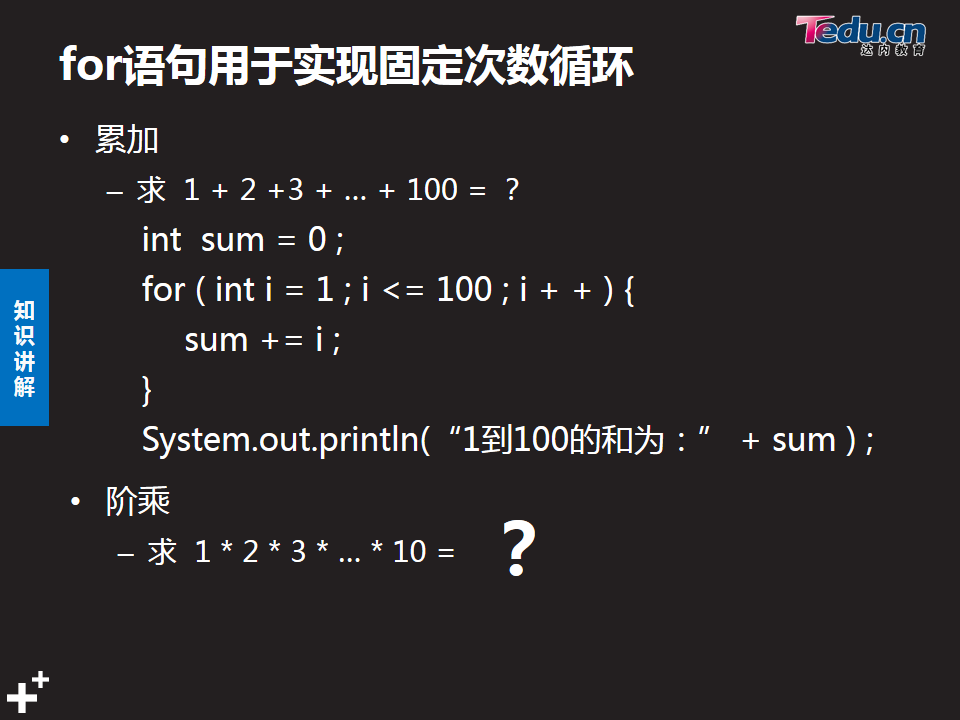 Tedu.cn
达内教育
for语句用于实现固定次数循环
• 累加
– 求 1 + 2 +3 + … + 100 = ？
int sum = 0 ;
for ( int i = 1 ; i <= 100 ; i + + ) {
sum += i ;
}
System.out.println( “1到100的和为：” + sum ) ;
• 阶乘
– 求 1 * 2 * 3 * … * 10 = ?
知识讲解